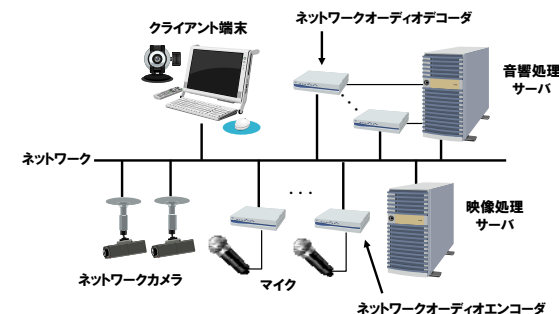 ネットワークオーディオデコーダ
クライアント端末
音響処理
サーバ
ネットワーク
映像処理
サーバ
ネットワークカメラ
マイク
ネットワークオーディオエンコーダ